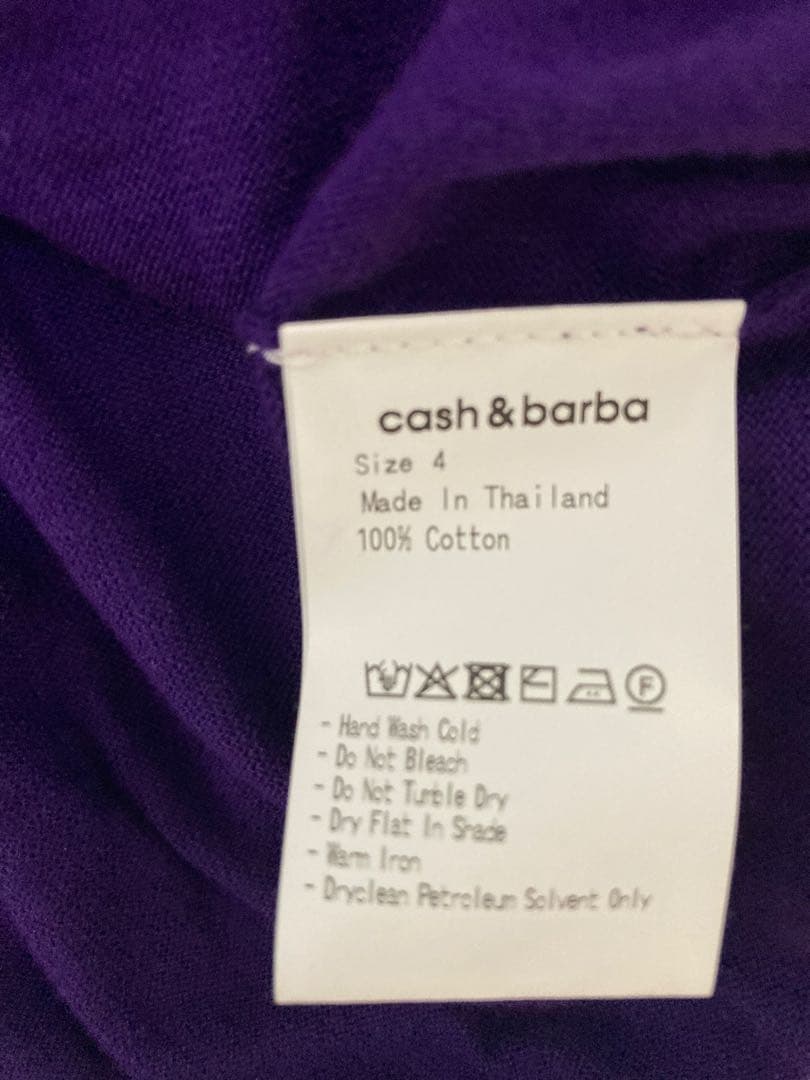 cash & barba
Size 4
Made In Thailand
100% Cotton
F
- Hand Wash Cold
- Do Not Bleach
- Do Not Tumble Dry
- Dry Flat In Shade
- Warm Iron
- Dryclean Petroleum Solvent Only